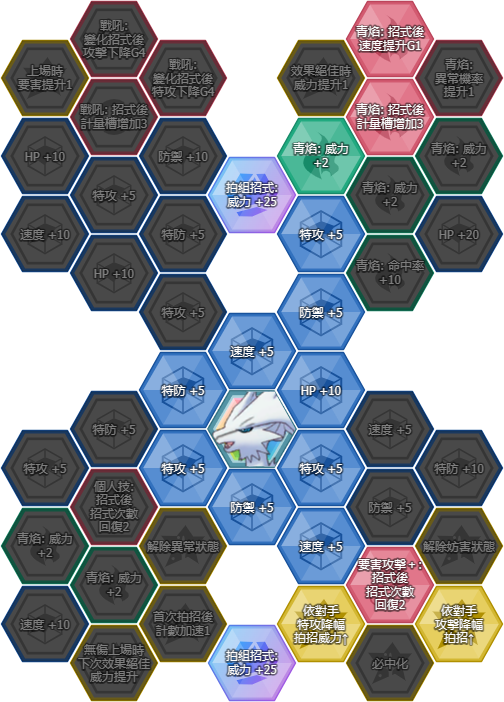 戰吼:
變化招式後
攻擊下降G4
青焰: 招式後
速度提升G1
上場時
要害提升1
戰吼:
變化招式後
特攻下降G4
效果絕佳時
威力提升1
青焰:
異常機率
提升1
戰吼: 招式後
計量槽增加3
青焰: 招式後
計量槽增加3
HP +10
防禦 +10
青焰: 威力
+2
青焰: 威力
+2
特攻 +5
拍組招式:
威力 +25
青焰: 威力
+2
速度 +10
特防 +5
特攻 +5
HP +20
HP +10
青焰: 命中率
+10
特攻 +5
防禦 +5
速度 +5
特防 +5
HP +10
特防 +5
速度 +5
特攻 +5
特攻 +5
特攻 +5
特防 +10
個人技:
招式後
招式次數
回復2
防禦 +5
防禦 +5
青焰: 威力
+2
解除異常狀態
速度 +5
解除妨害狀態
青焰: 威力
+2
要害攻擊+:
招式後
招式次數
回復2
速度 +10
首次拍招後
計數加速1
依對手
特攻降幅
拍招威力↑
依對手
攻擊降幅
拍招↑
無傷上場時
下次效果絕佳
威力提升
拍組招式:
威力 +25
必中化